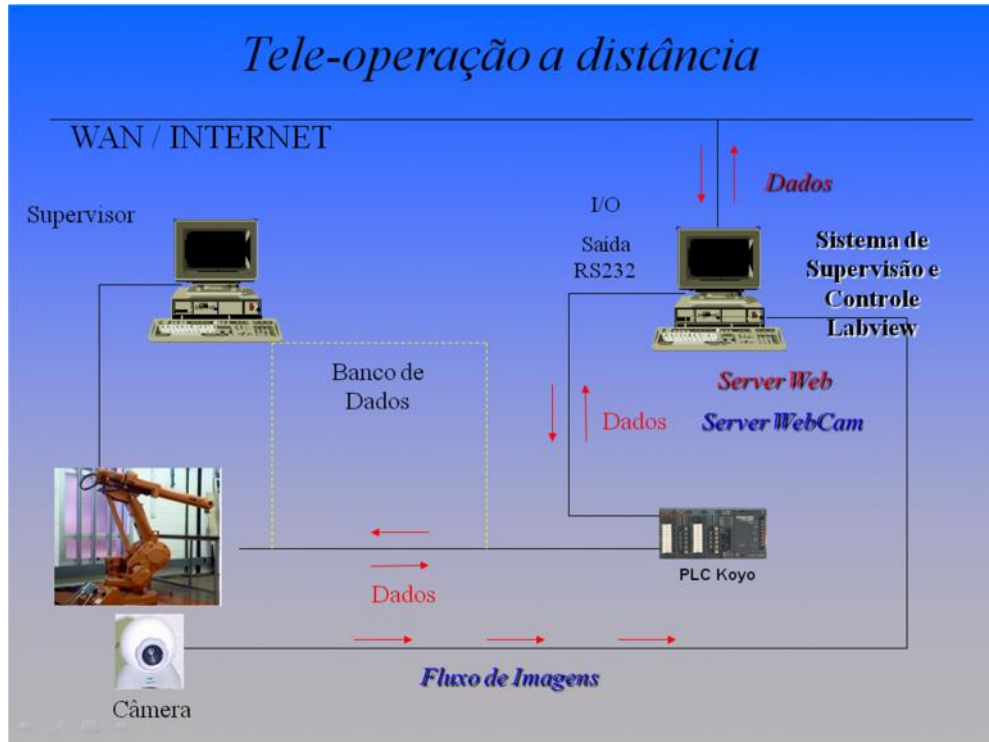 Tele-operação a distância
WAN / INTERNET
Dados
Supervisor
I/O
Saida
RS232
Sistema de
Supervisão e
Controle
Labview
Banco de
Dados
Server Web
Dados
Server WebCam
PLC Koyo
Dados
Fluxo de Imagens
Câmera